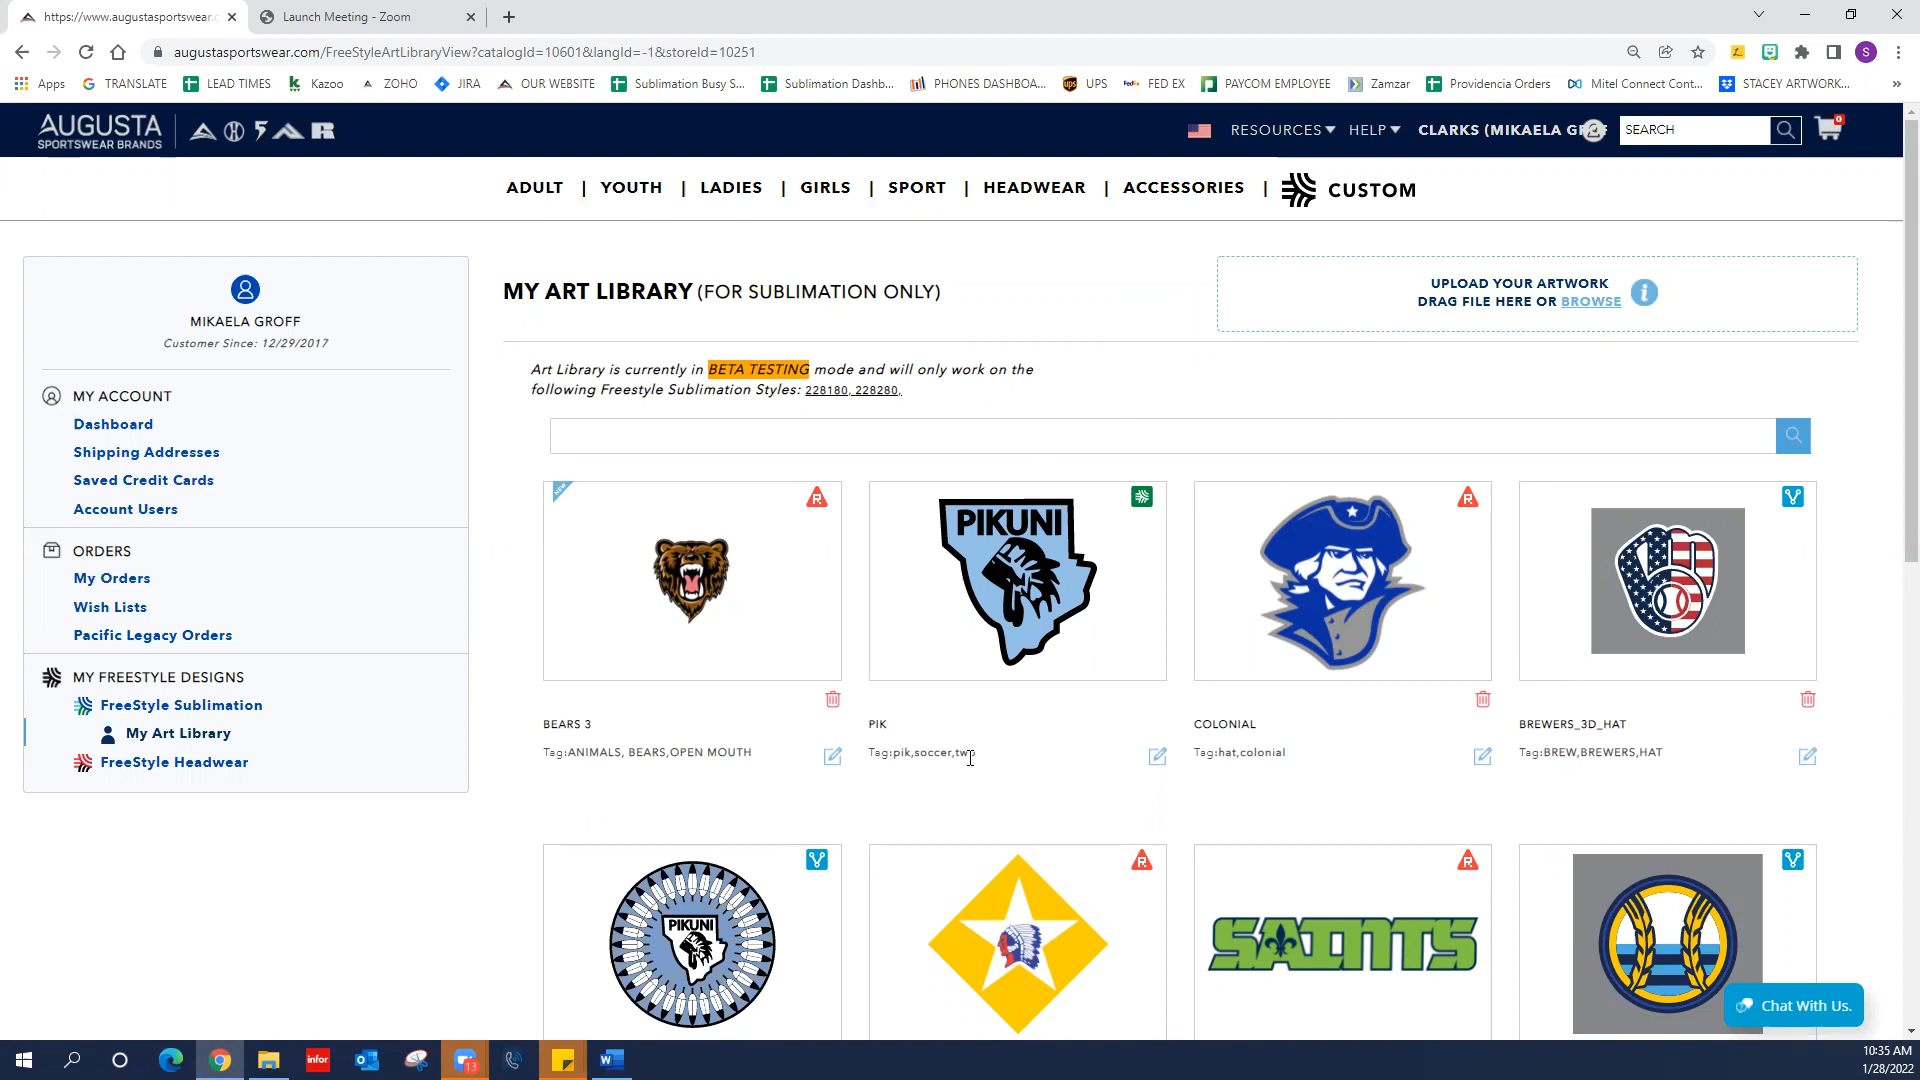 https://www.augustasportswear.c
Launch Meeting - Zoom
augustasportswear.com/FreeStyleArtLibraryView?catalogId=10601&langId=-1&storeId=10251
S
Apps
TRANSLATE
LEAD TIMES
Kazoo
ZOHO
JIRA
OUR WEBSITE
Sublimation Busy S...
Sublimation Dashb...
PHONES DASHBOA...
UPS
FED EX
PAYCOM EMPLOYEE
Zamzar
Providencia Orders
Mitel Connect Cont...
STACEY ARTWORK...
AUGUSTA
SPORTSWEAR BRANDS
RESOURCES
HELP
CLARKS (MIKAELA GROFF
SEARCH
0
ADULT | YOUTH | LADIES | GIRLS | SPORT | HEADWEAR | ACCESSORIES | CUSTOM
MIKAELA GROFF
Customer Since: 12/29/2017
MY ACCOUNT
Dashboard
Shipping Addresses
Saved Credit Cards
Account Users
ORDERS
My Orders
Wish Lists
Pacific Legacy Orders
MY FREESTYLE DESIGNS
FreeStyle Sublimation
My Art Library
FreeStyle Headwear
MY ART LIBRARY (FOR SUBLIMATION ONLY)
UPLOAD YOUR ARTWORK
DRAG FILE HERE OR BROWSE
i
Art Library is currently in BETA TESTING mode and will only work on the
following Freestyle Sublimation Styles: 228180, 228280,
NEW
R
PIKUNI
R
BEARS 3
Tag:ANIMALS, BEARS,OPEN MOUTH
PIK
Tag:pik,soccer,two
COLONIAL
Tag:hat,colonial
BREWERS_3D_HAT
Tag:BREW,BREWERS,HAT
PIKUNI
R
SAINTS
R
Chat With Us.
infor
13
10:35 AM
1/28/2022